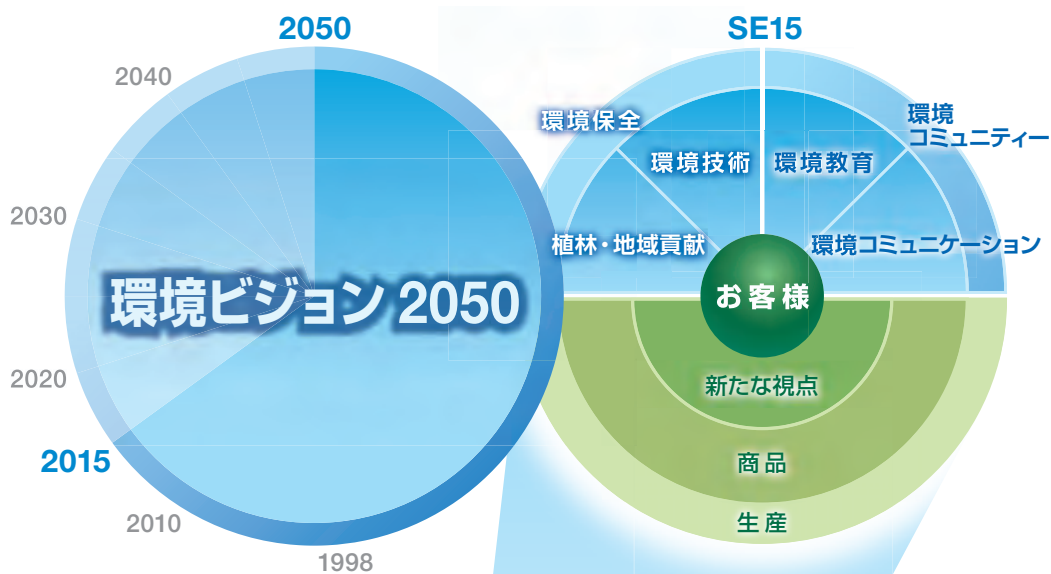 2050
2040
2030
環境ビジョン 2050
2020
2015
2010
1998
SE15
環境保全
環境
コミュニティー
環境技術
環境教育
植林・地域貢献
環境コミュニケーション
お客様
新たな視点
商品
生産